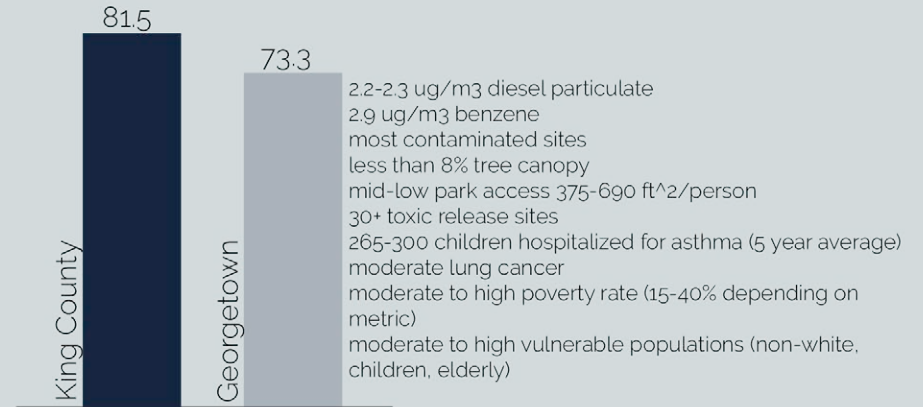 81.5
King County
73.3
Georgetown
2.2-2.3 ug/m3 diesel particulate
2.9 ug/m3 benzene
most contaminated sites
less than 8% tree canopy
mid-low park access 375-690 ft^2/person
30+ toxic release sites
265-300 children hospitalized for asthma (5 year average)
moderate lung cancer
moderate to high poverty rate (15-40% depending on
metric)
moderate to high vulnerable populations (non-white,
children, elderly)